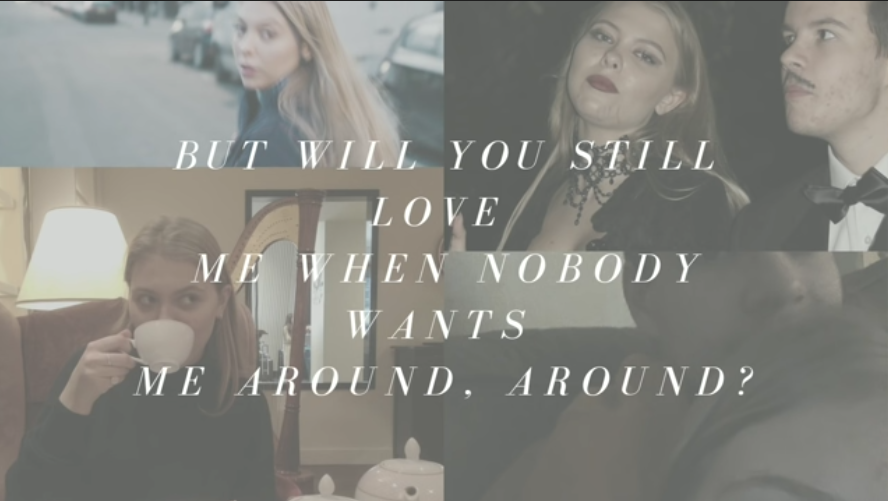 BUT WILL YOU STILL
LOVE
ME WHEN NOBODY
WANTS
ME AROUND, AROUND?